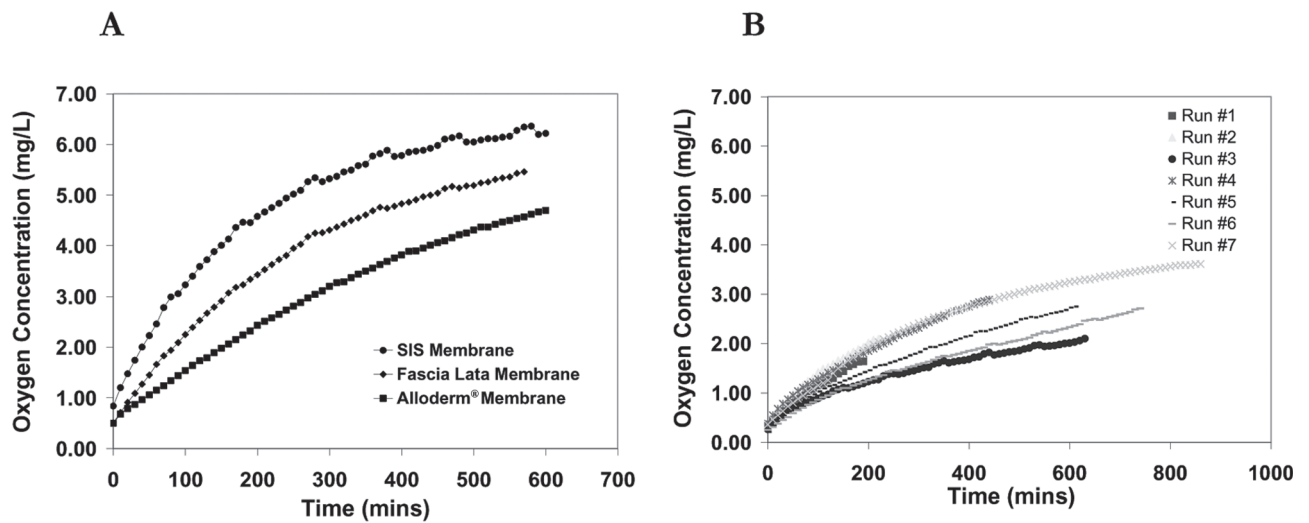 A
Oxygen Concentration (mg/L)
7.00
6.00
5.00
4.00
3.00
2.00
1.00
0.00
SIS Membrane
Fascia Lata Membrane
Alloderm® Membrane
0 100 200 300 400 500 600 700
Time (mins)
B
Oxygen Concentration (mg/L)
7.00
6.00
5.00
4.00
3.00
2.00
1.00
0.00
Run #1
Run #2
Run #3
Run #4
Run #5
Run #6
Run #7
0 200 400 600 800 1000
Time (mins)